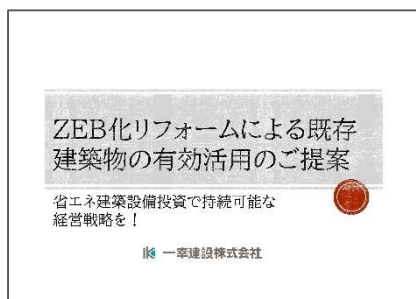 ZEB化リフォームによる既存
建築物の有効活用のご提案
省エネ建築設備投資で持続可能な
経営戦略を！
一幸建設株式会社